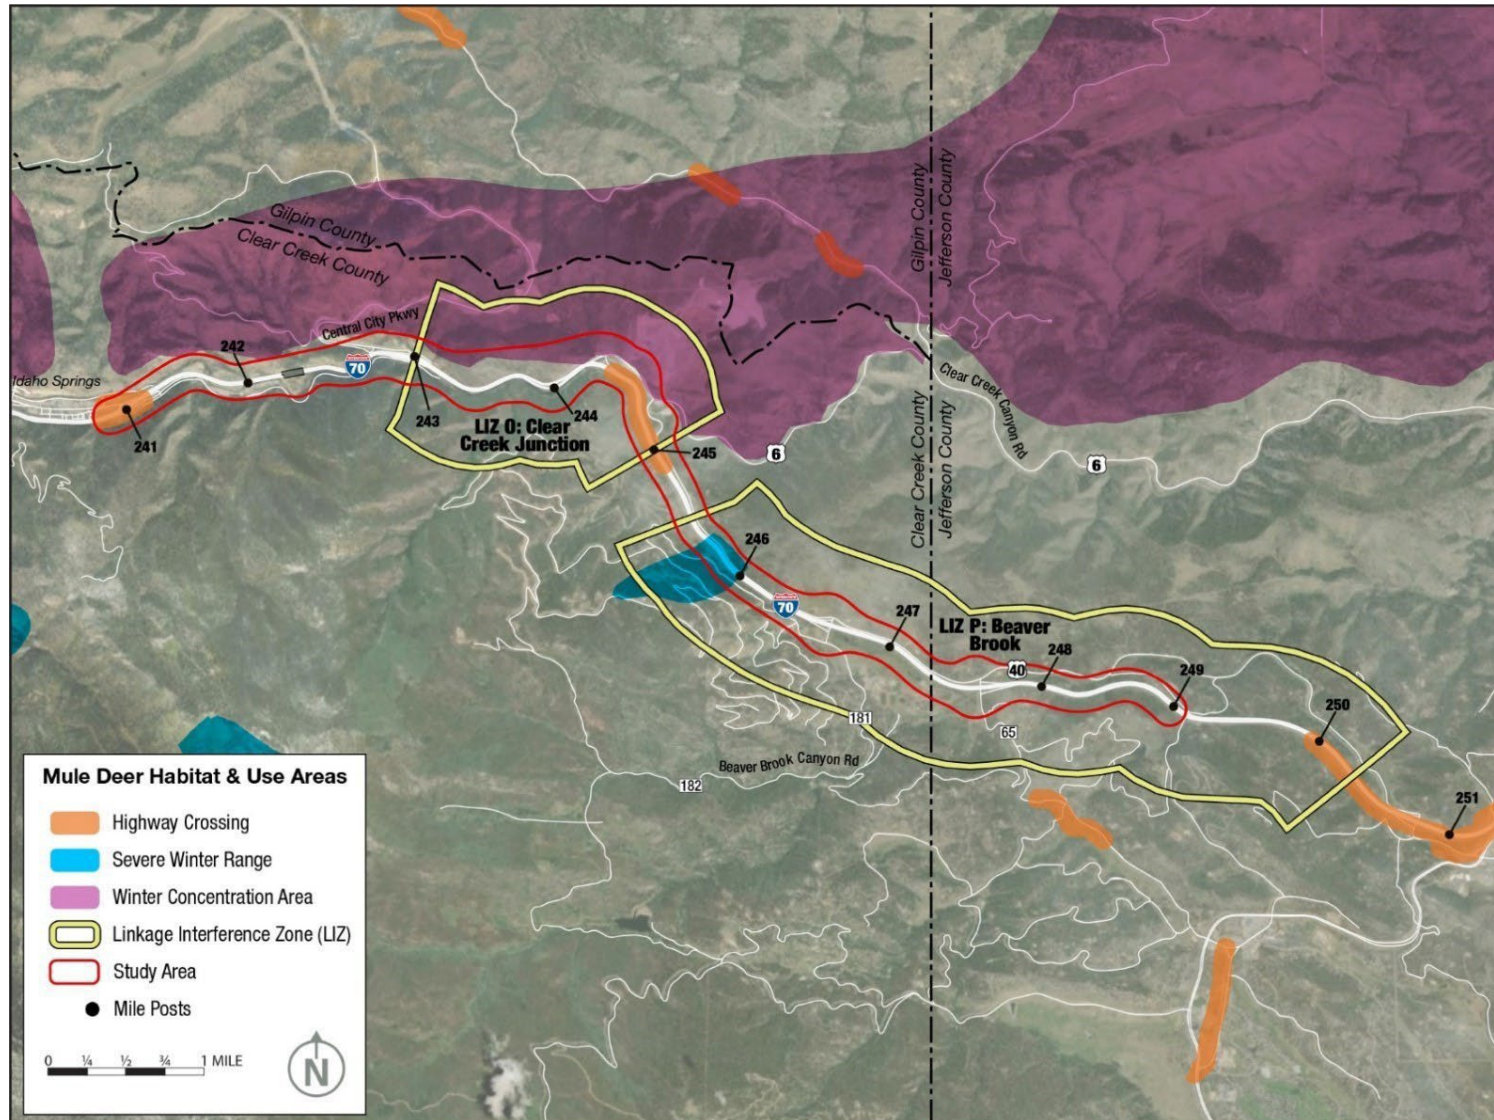 Gilpin County
Clear Creek County
Gilpin County
Jefferson County
Central City Pkwy
242
70
243
Idaho Springs
241
244
LIZ O: Clear
Creek Junction
245
6
Clear Creek Canyon Rd
6
Clear Creek County
Jefferson County
246
70
247
LIZ P: Beaver
Brook
40
248
249
250
181
65
Beaver Brook Canyon Rd
182
251
Mule Deer Habitat & Use Areas
Highway Crossing
Severe Winter Range
Winter Concentration Area
Linkage Interference Zone (LIZ)
Study Area
Mile Posts
0 ¼ ½ ¾ 1 MILE
N